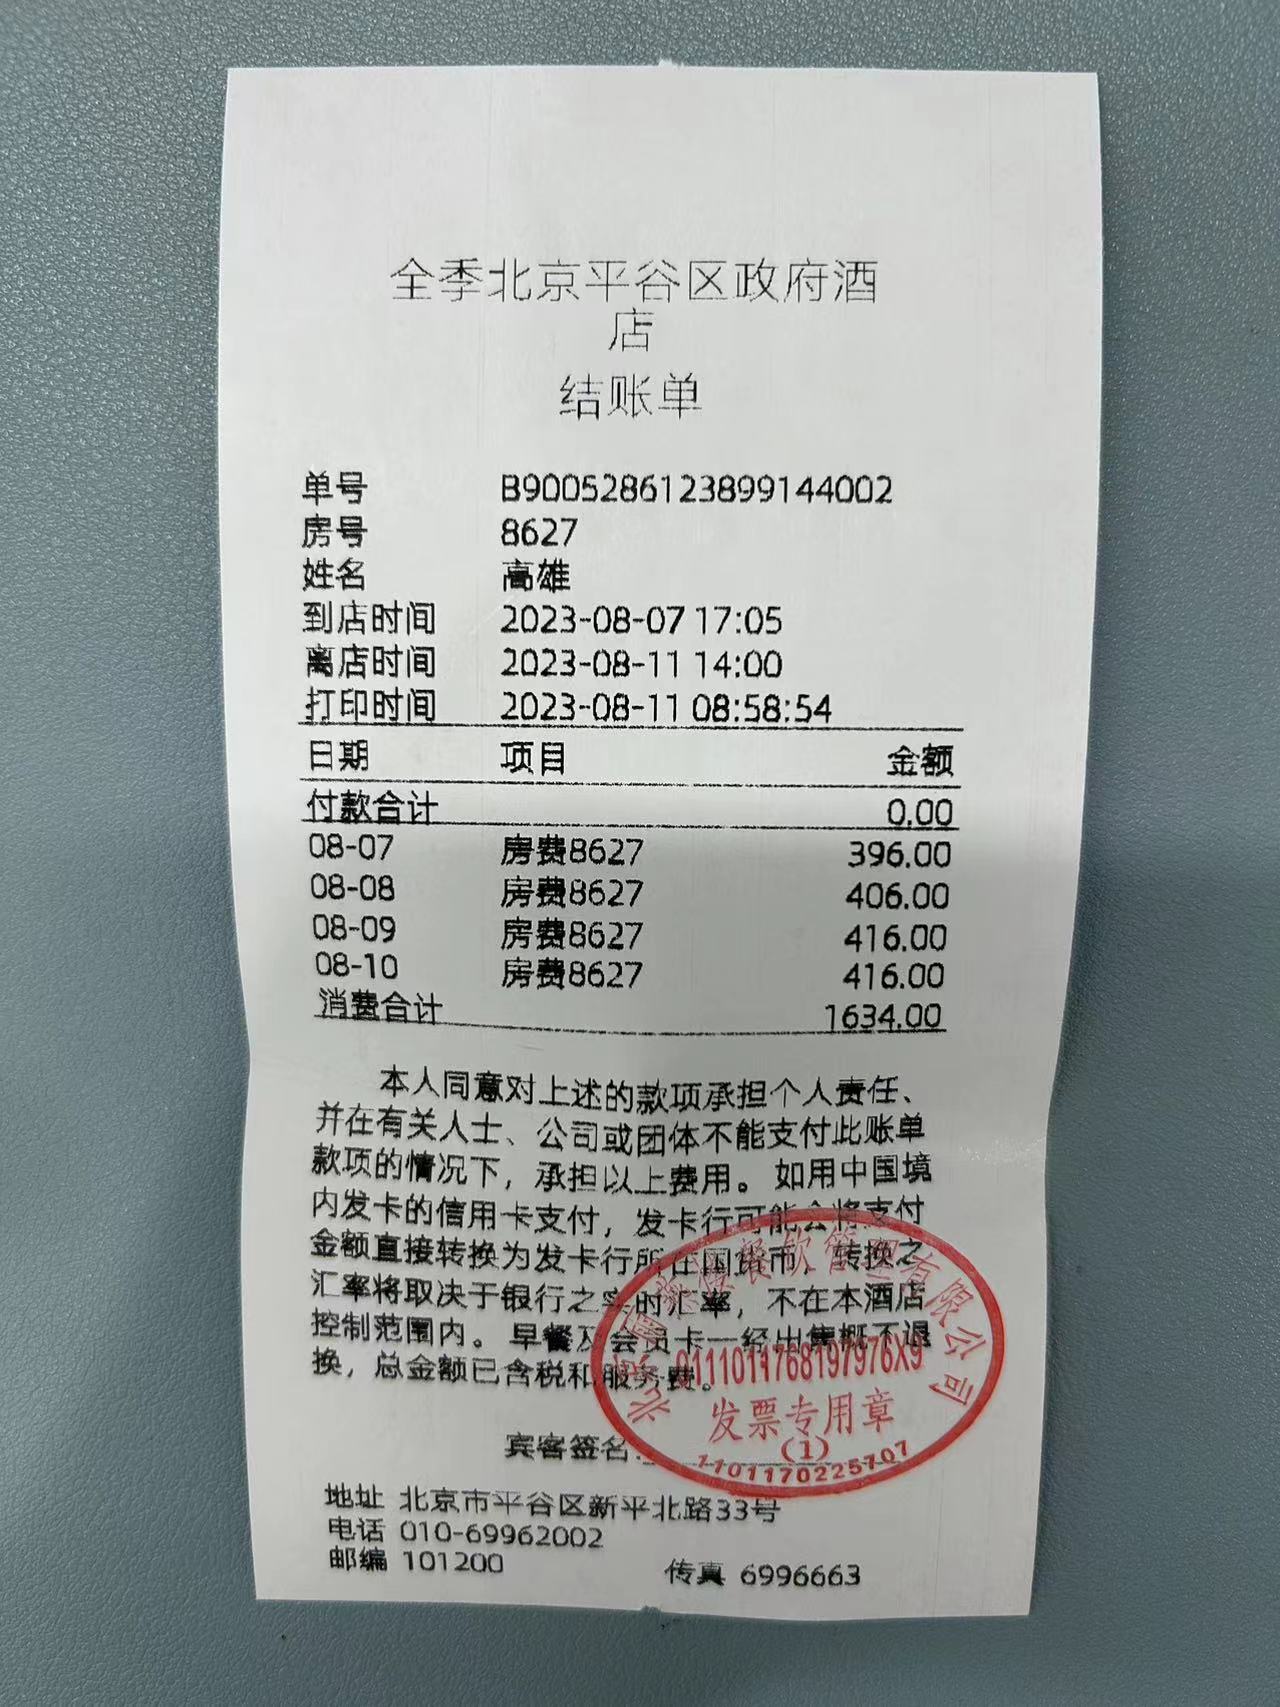 全季北京平谷区政府酒
店
结账单
单号 B9005286123899144002
房号 8627
姓名 高雄
到店时间 2023-08-07 17:05
离店时间 2023-08-11 14:00
打印时间 2023-08-11 08:58:54
日期 项目 金额
付款合计 0.00
08-07 房费8627 396.00
08-08 房费8627 406.00
08-09 房费8627 416.00
08-10 房费8627 416.00
消费合计 1634.00
本人同意对上述的款项承担个人责任、
并在有关人士、公司或团体不能支付此账单
款项的情况下，承担以上费用。如用中国境
内发卡的信用卡支付，发卡行可能会将支付
金额直接转换为发卡行所在国货币，转换之
汇率将取决于银行之实时汇率，不在本酒店
控制范围内。早餐及会员卡一经出售概不退
换，总金额已含税和服务费。
宾客签名:
餐饮管理有限公司
9111011768197976X9
发票专用章
(1)
1101170225707
地址 北京市平谷区新平北路33号
电话 010-69962002
邮编 101200 传真 6996663